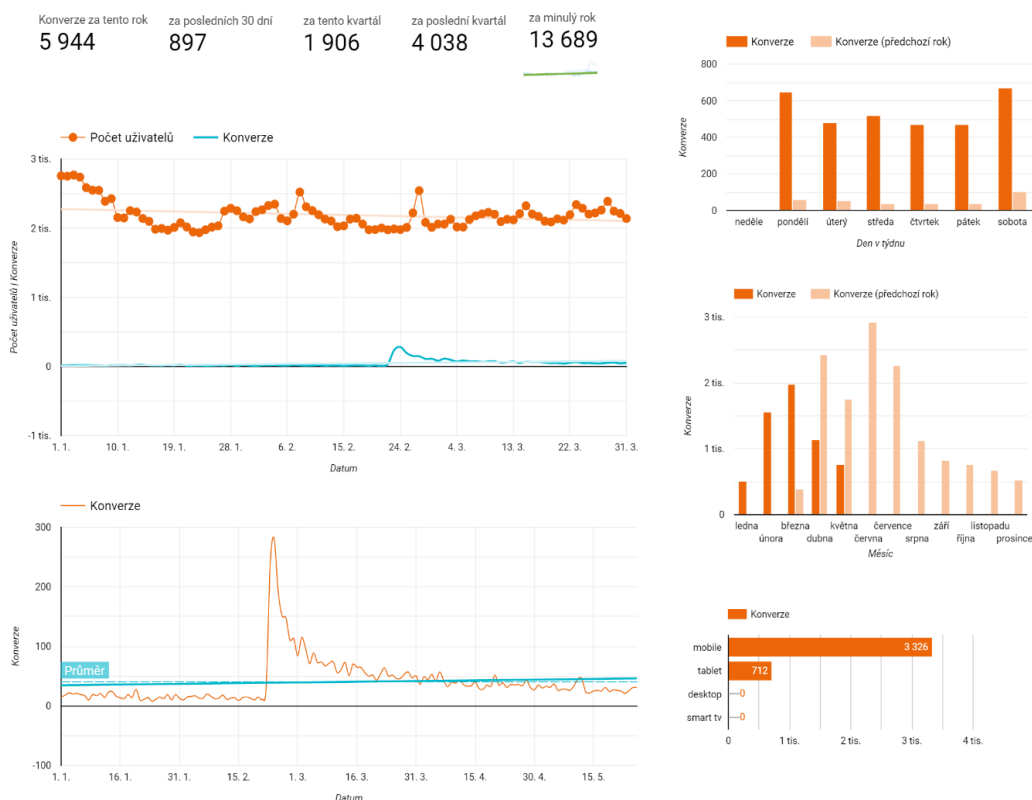 Konverze za tento rok
5 944
za posledních 30 dní
897
za tento kvartál
1 906
za poslední kvartál
4 038
za minulý rok
13 689
Počet uživatelů Konverze
3 tis.
2 tis.
1 tis.
0
-1 tis.
Počet uživatelů | Konverze
1. 1. 10. 1. 19. 1. 28. 1. 6. 2. 15. 2. 24. 2. 4. 3. 13. 3. 22. 3. 31. 3.
Datum
Konverze
300
200
100
0
-100
Konverze
Průměr
1. 1. 16. 1. 31. 1. 15. 2. 1. 3. 16. 3. 31. 3. 15. 4. 30. 4. 15. 5.
Datum
Konverze Konverze (předchozí rok)
800
600
400
200
0
Konverze
neděle pondělí úterý středa čtvrtek pátek sobota
Den v týdnu
Konverze Konverze (předchozí rok)
3 tis.
2 tis.
1 tis.
0
Konverze
ledna března května července září listopadu
února dubna června srpna října prosince
Měsíc
Konverze
mobile 3 326
tablet 712
desktop 0
smart tv 0
0 1 tis. 2 tis. 3 tis. 4 tis.